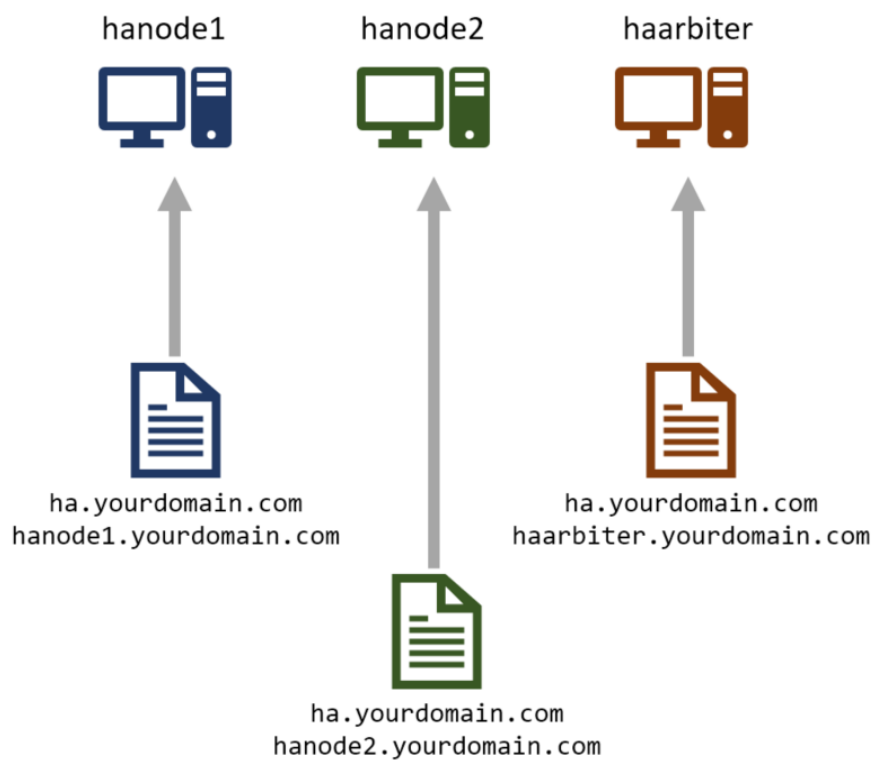 hanode1
hanode2
haarbiter
ha.yourdomain.com
hanode1.yourdomain.com
ha.yourdomain.com
haarbiter.yourdomain.com
ha.yourdomain.com
hanode2.yourdomain.com